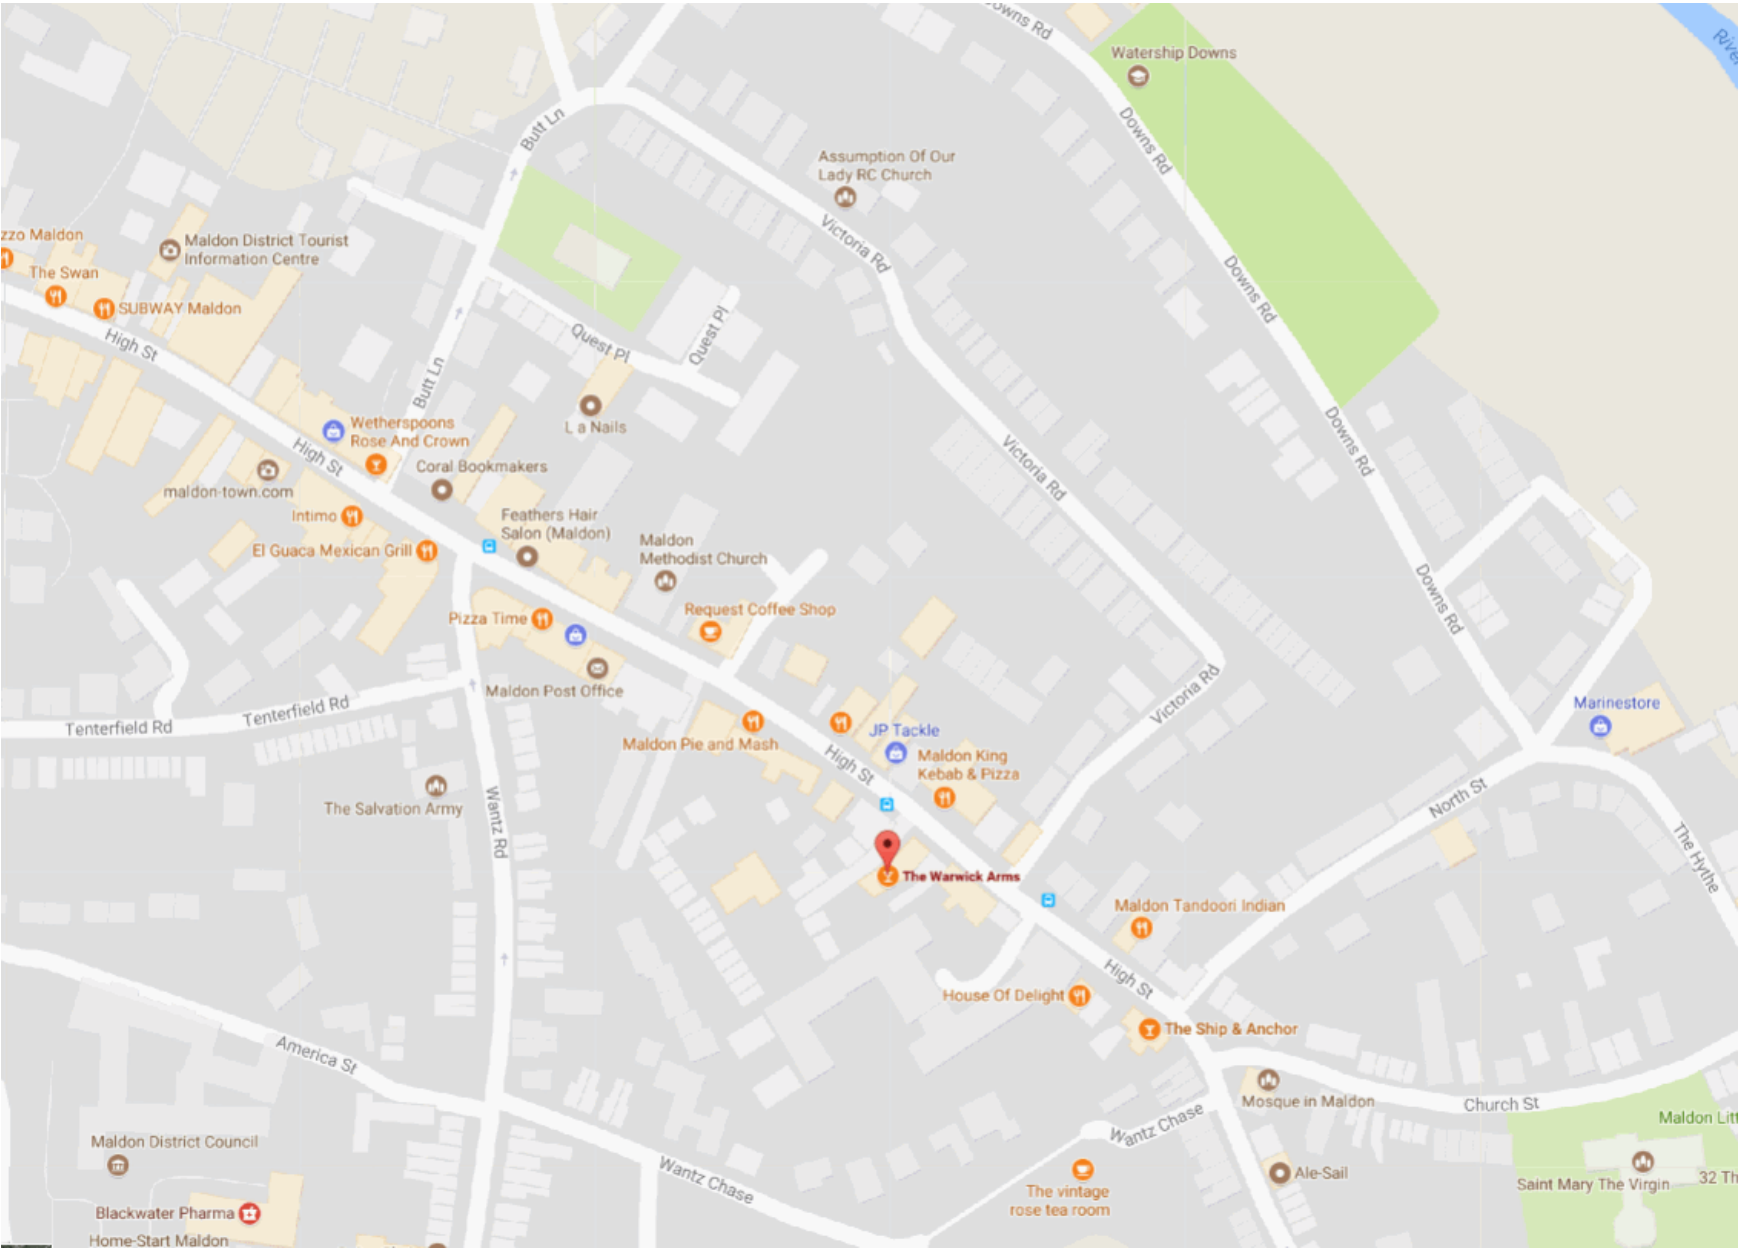 Downs Rd
Watership Downs
River
Downs Rd
Butt Ln
Assumption Of Our
Lady RC Church
Victoria Rd
zzo Maldon
Maldon District Tourist
Information Centre
The Swan
SUBWAY Maldon
High St
Downs Rd
Quest Pl
Quest Pl
Butt Ln
L a Nails
Wetherspoons
Rose And Crown
High St
Coral Bookmakers
maldon-town.com
Victoria Rd
Downs Rd
Intimo
Feathers Hair
Salon (Maldon)
El Guaca Mexican Grill
Maldon
Methodist Church
Request Coffee Shop
Downs Rd
Pizza Time
Maldon Post Office
Tenterfield Rd
Tenterfield Rd
Victoria Rd
Marinestore
Maldon Pie and Mash
JP Tackle
High St
Maldon King
Kebab & Pizza
The Salvation Army
Wantz Rd
North St
The Hythe
The Warwick Arms
Maldon Tandoori Indian
High St
House Of Delight
The Ship & Anchor
America St
Mosque in Maldon
Church St
Maldon Litt
Wantz Chase
Maldon District Council
Wantz Chase
Ale-Sail
Saint Mary The Virgin
32 Th
The vintage
rose tea room
Blackwater Pharma
Home-Start Maldon